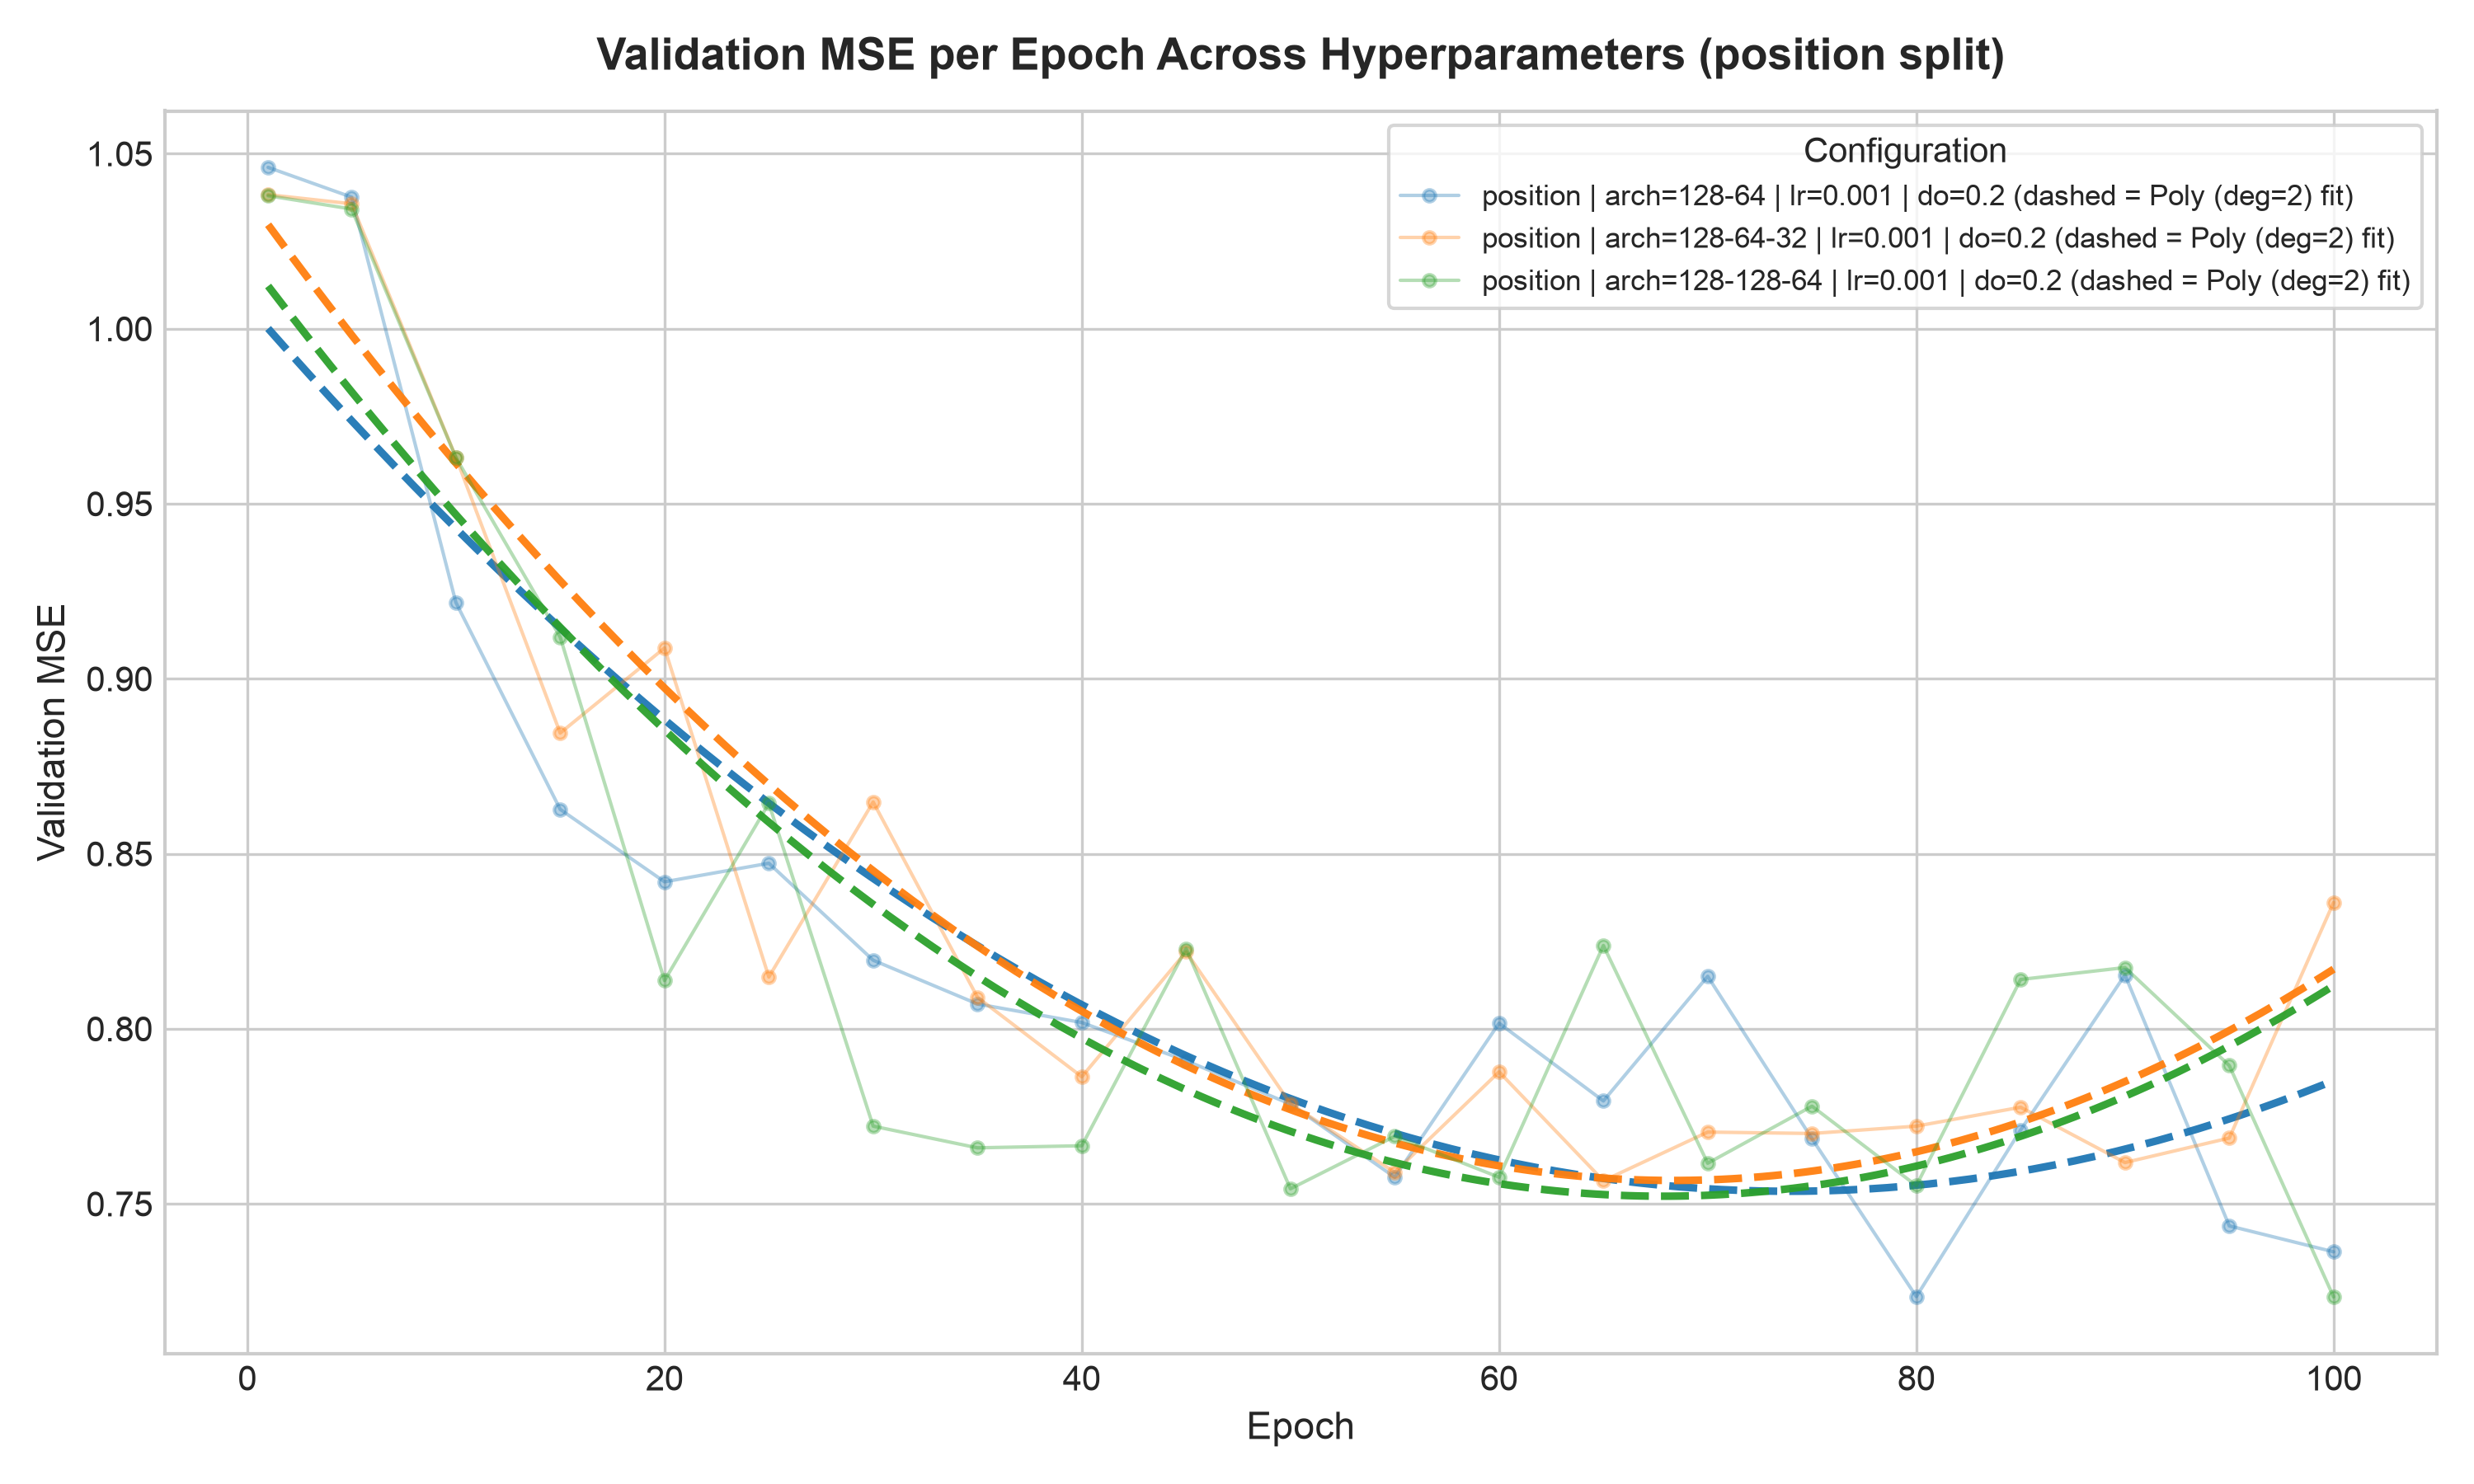 Validation MSE per Epoch Across Hyperparameters (position split)
Configuration
position | arch=128-64 | lr=0.001 | do=0.2 (dashed = Poly (deg=2) fit)
position | arch=128-64-32 | lr=0.001 | do=0.2 (dashed = Poly (deg=2) fit)
position | arch=128-128-64 | lr=0.001 | do=0.2 (dashed = Poly (deg=2) fit)
Validation MSE
1.05
1.00
0.95
0.90
0.85
0.80
0.75
0
20
40
60
80
100
Epoch